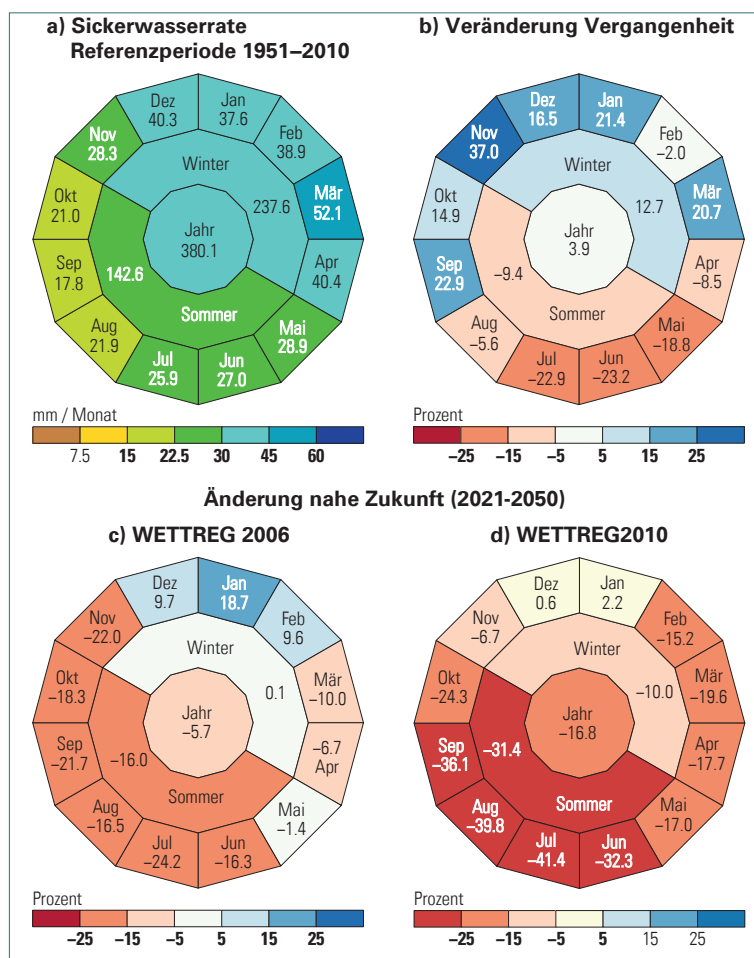 a) Sickerwasserrate
Referenzperiode 1951–2010
Dez
40.3
Jan
37.6
Feb
38.9
Mär
52.1
Apr
40.4
Mai
28.9
Jun
27.0
Jul
25.9
Aug
21.9
Sep
17.8
Okt
21.0
Nov
28.3
Winter
237.6
Jahr
380.1
142.6
Sommer
mm / Monat
7.5 15 22.5 30 45 60
b) Veränderung Vergangenheit
Dez
16.5
Jan
21.4
Feb
–2.0
Mär
20.7
Apr
–8.5
Mai
–18.8
Jun
–23.2
Jul
–22.9
Aug
–5.6
Sep
22.9
Okt
14.9
Nov
37.0
Winter
12.7
Jahr
3.9
–9.4
Sommer
Prozent
–25 –15 –5 5 15 25
Änderung nahe Zukunft (2021-2050)
c) WETTREG 2006
Dez
9.7
Jan
18.7
Feb
9.6
Mär
–10.0
–6.7
Apr
Mai
–1.4
Jun
–16.3
Jul
–24.2
Aug
–16.5
Sep
–21.7
Okt
–18.3
Nov
–22.0
Winter
0.1
Jahr
–5.7
–16.0
Sommer
Prozent
–25 –15 –5 5 15 25
d) WETTREG2010
Dez
0.6
Jan
2.2
Feb
–15.2
Mär
–19.6
Apr
–17.7
Mai
–17.0
Jun
–32.3
Jul
–41.4
Aug
–39.8
Sep
–36.1
Okt
–24.3
Nov
–6.7
Winter
–10.0
Jahr
–16.8
–31.4
Sommer
Prozent
–25 –15 –5 5 15 25